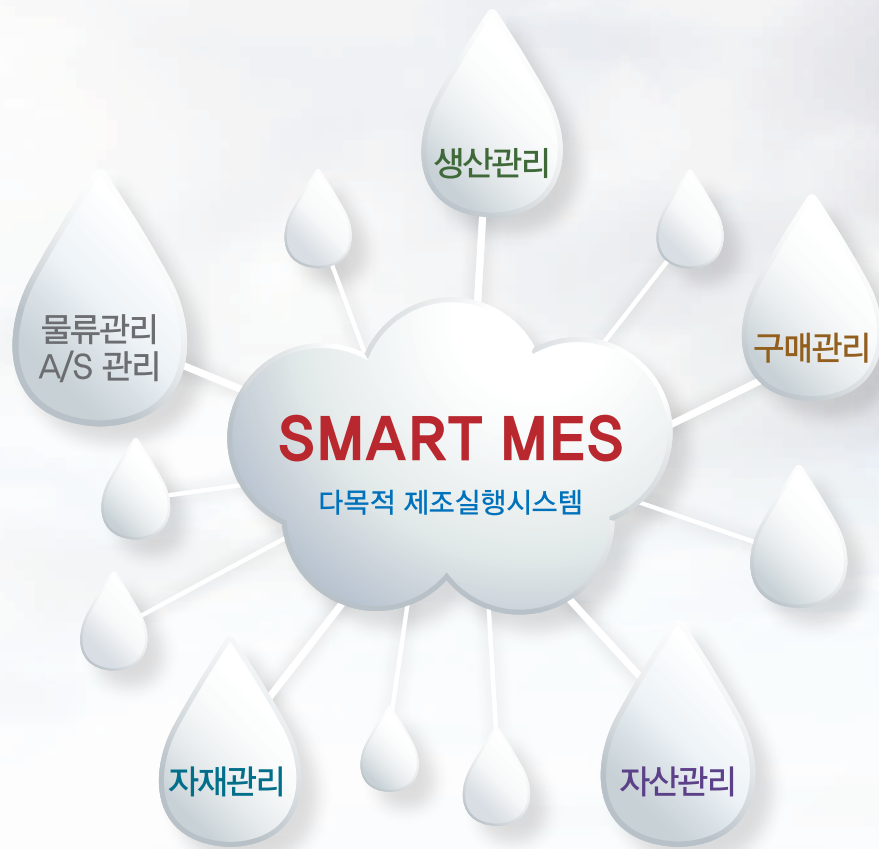 생산관리
물류관리
A/S 관리
구매관리
SMART MES
다목적 제조실행시스템
자재관리
자산관리